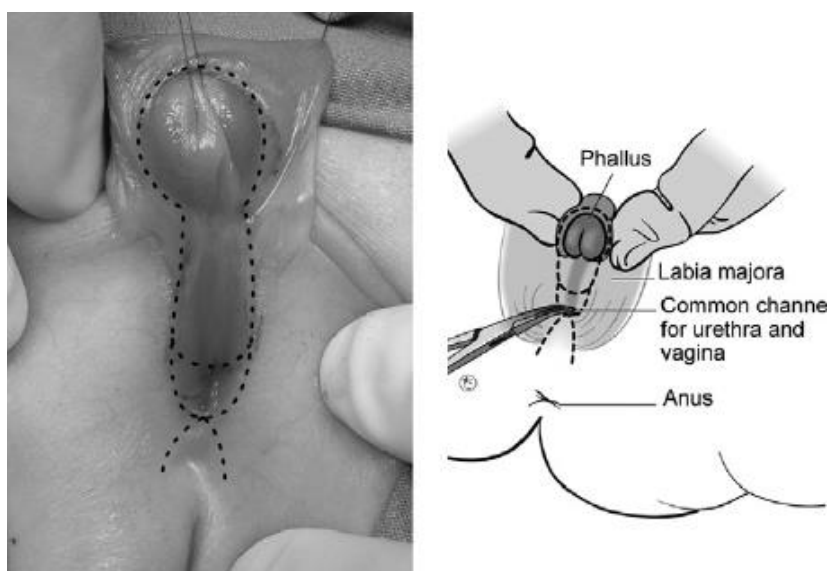 Phallus
Labia majora
Common channe
for urethra and
vagina
Anus